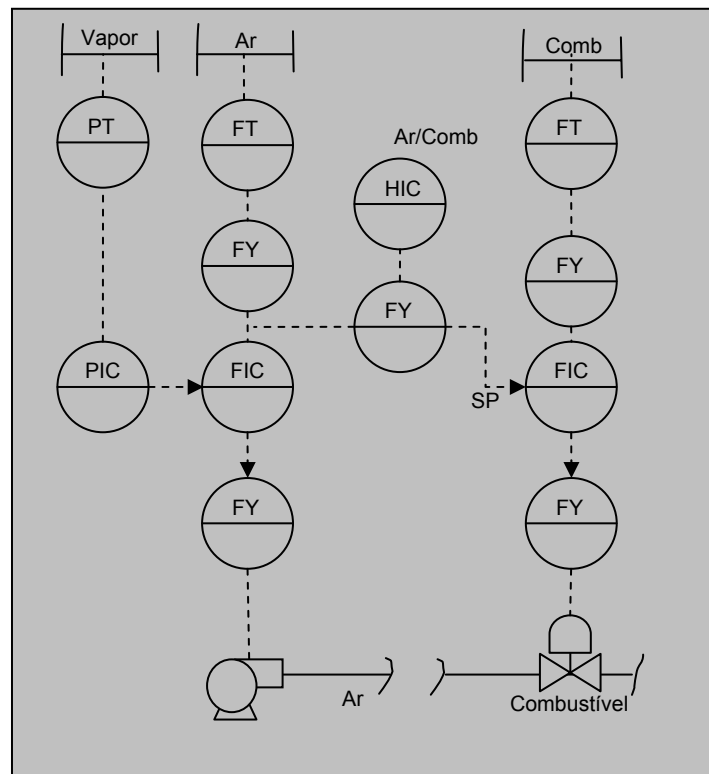 Vapor
Ar
Comb
PT
FT
Ar/Comb
FT
HIC
FY
FY
FY
PIC
FIC
FIC
SP
FY
FY
Ar
Combustível